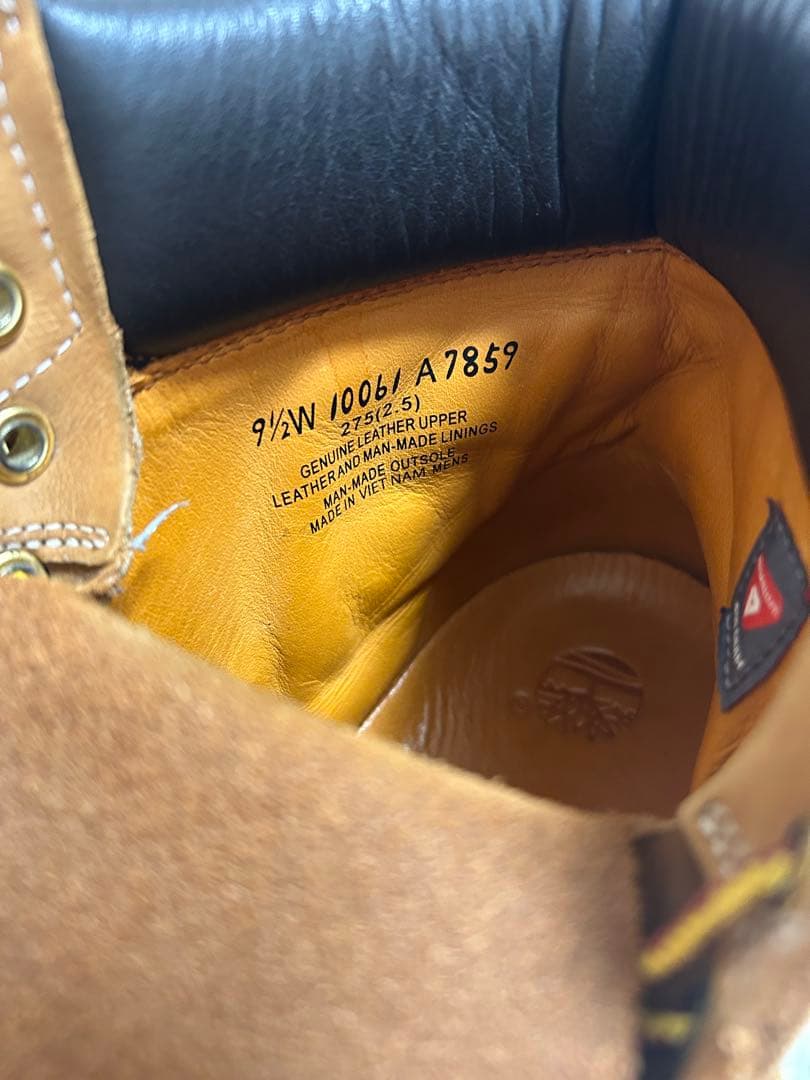 9½W 10061 A7859
275(2.5)
GENUINE LEATHER UPPER
LEATHER AND MAN-MADE LININGS
MAN-MADE OUTSOLE
MADE IN VIET NAM MENS